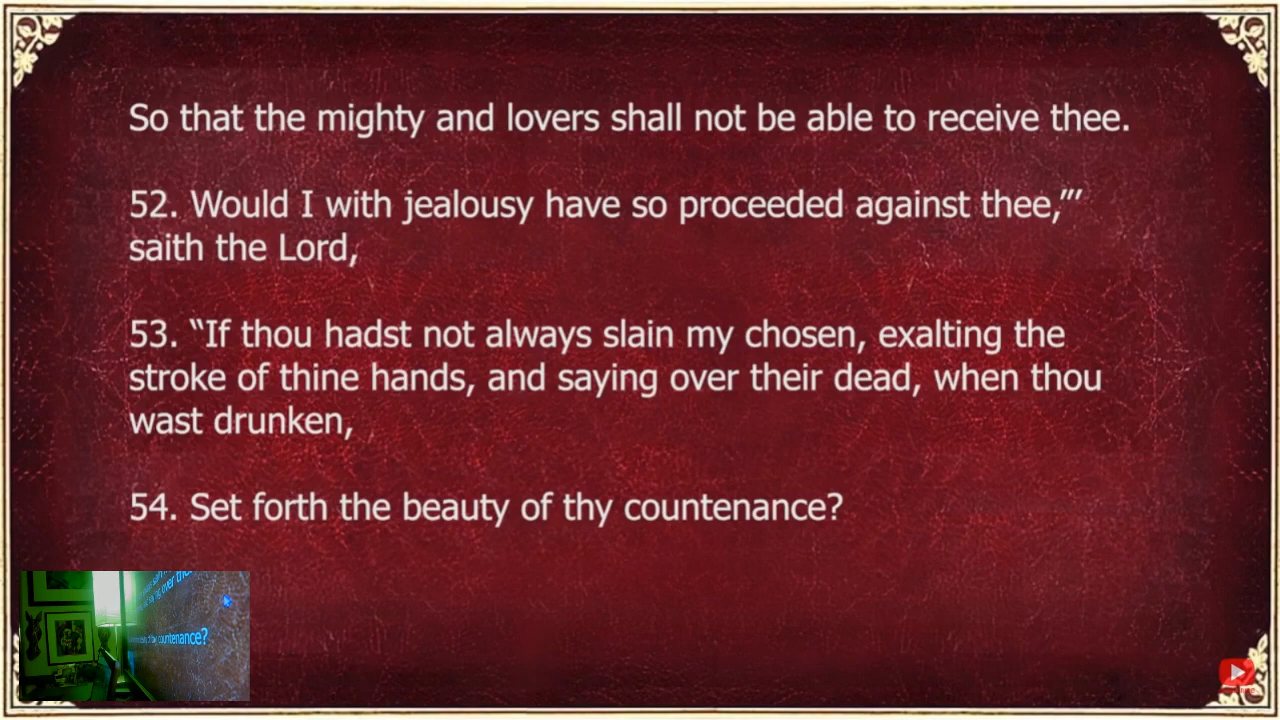 So that the mighty and lovers shall not be able to receive thee.
52. Would I with jealousy have so proceeded against thee,”’
saith the Lord,
53. “If thou hadst not always slain my chosen, exalting the
stroke of thine hands, and saying over their dead, when thou
wast drunken,
54. Set forth the beauty of thy countenance?
over
countenance?